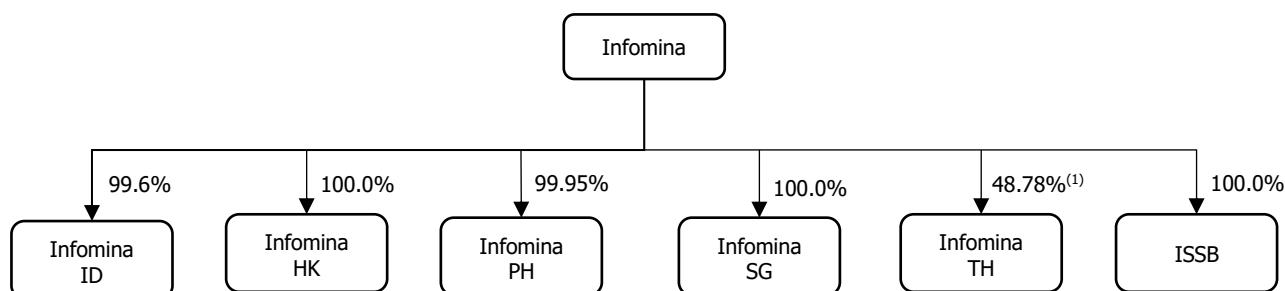 Infomina
99.6%
100.0%
99.95%
100.0%
48.78%(1)
100.0%
Infomina
ID
Infomina
HK
Infomina
PH
Infomina
SG
Infomina
TH
ISSB